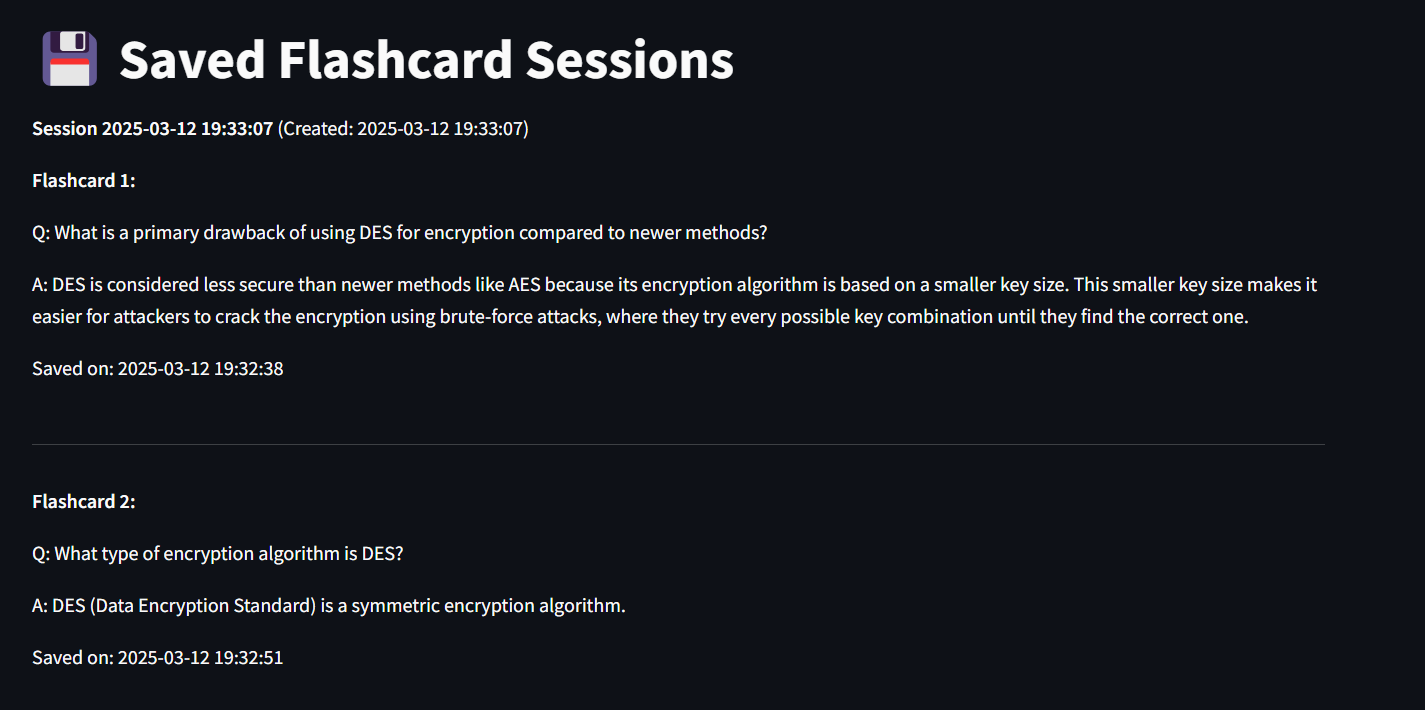 Saved Flashcard Sessions
Session 2025-03-12 19:33:07 (Created: 2025-03-12 19:33:07)
Flashcard 1:
Q: What is a primary drawback of using DES for encryption compared to newer methods?
A: DES is considered less secure than newer methods like AES because its encryption algorithm is based on a smaller key size. This smaller key size makes it
easier for attackers to crack the encryption using brute-force attacks, where they try every possible key combination until they find the correct one.
Saved on: 2025-03-12 19:32:38
Flashcard 2:
Q: What type of encryption algorithm is DES?
A: DES (Data Encryption Standard) is a symmetric encryption algorithm.
Saved on: 2025-03-12 19:32:51